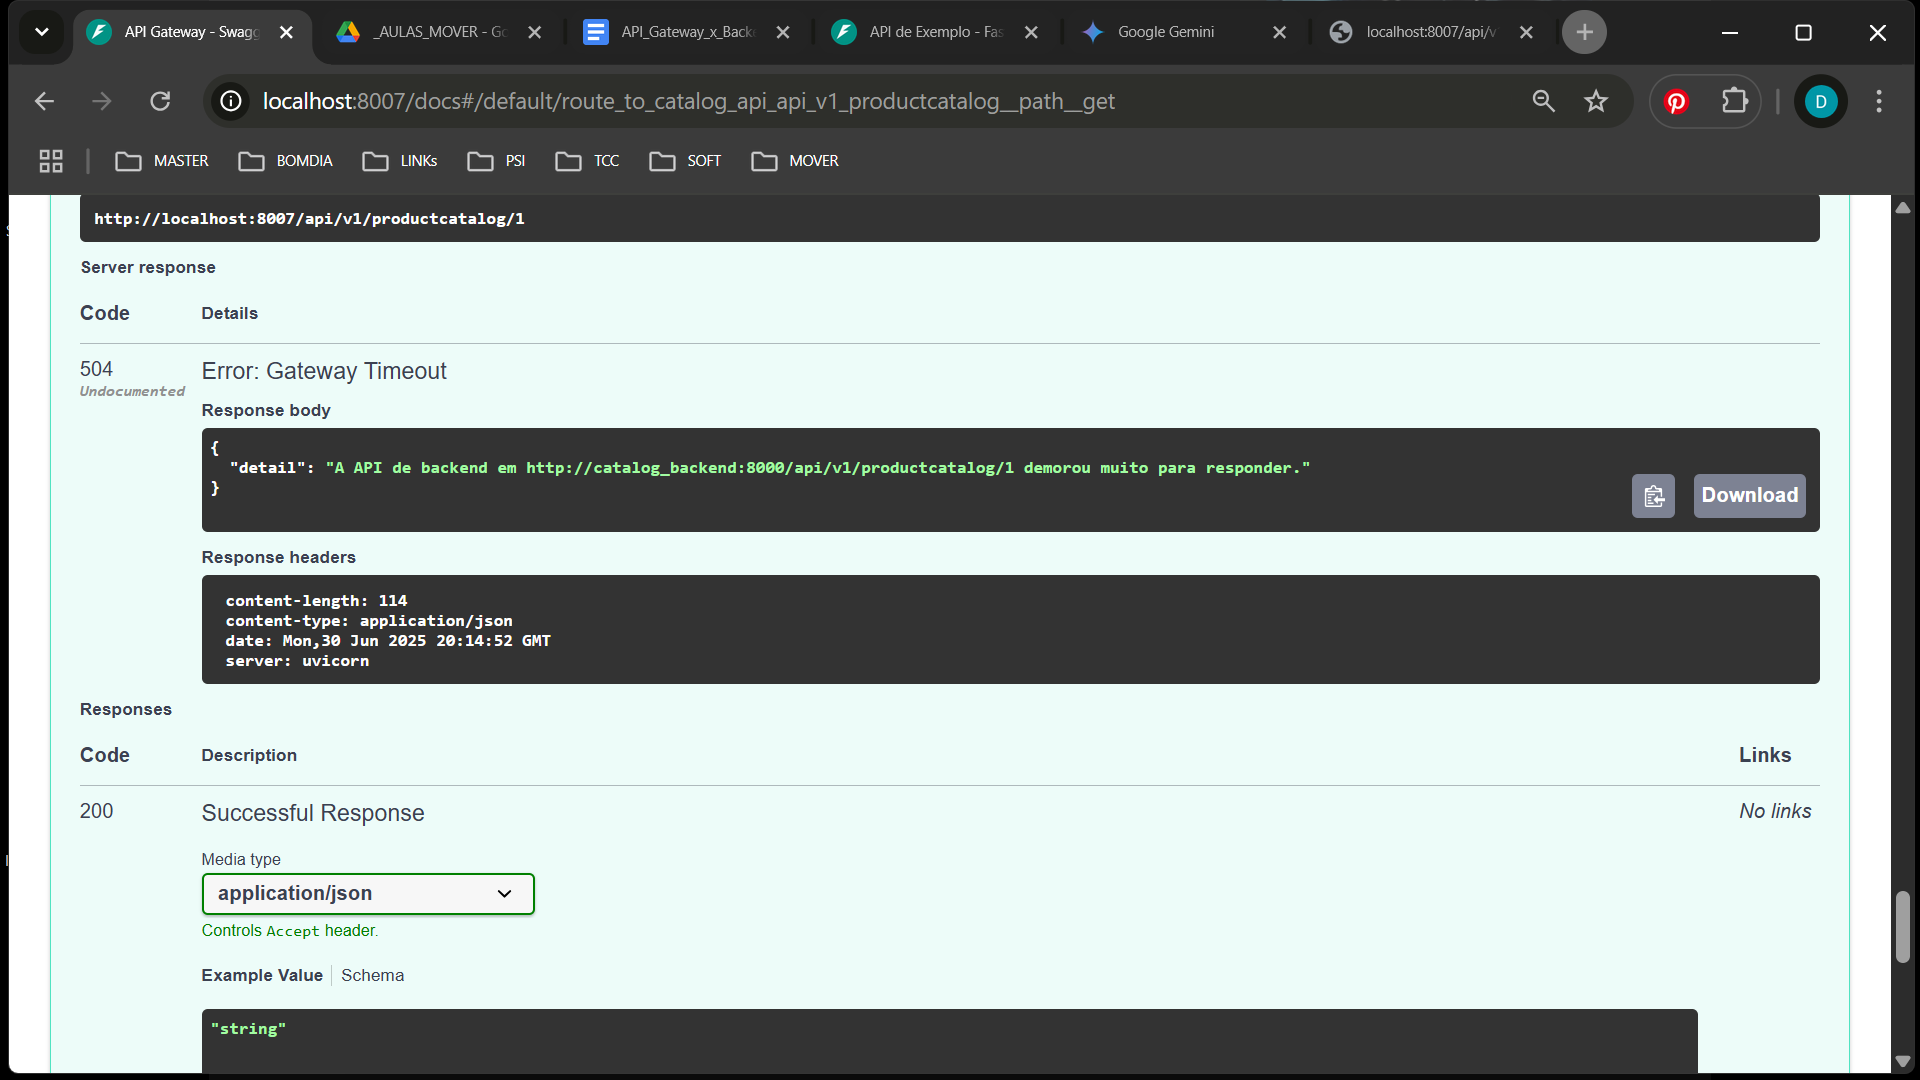 API Gateway - Swagg
_AULAS_MOVER - Go
API_Gateway_x_Back
API de Exemplo - Fas
Google Gemini
localhost:8007/api/v
localhost:8007/docs#/default/route_to_catalog_api_api_v1_productcatalog__path__get
D
MASTER
BOMDIA
LINKs
PSI
TCC
SOFT
MOVER
http://localhost:8007/api/v1/productcatalog/1
Server response
Code
Details
504
Undocumented
Error: Gateway Timeout
Response body
{
"detail": "A API de backend em http://catalog_backend:8000/api/v1/productcatalog/1 demorou muito para responder."
}
Download
Response headers
content-length: 114
content-type: application/json
date: Mon,30 Jun 2025 20:14:52 GMT
server: uvicorn
Responses
Code
Description
Links
200
Successful Response
No links
Media type
application/json
Controls Accept header.
Example Value
Schema
"string"